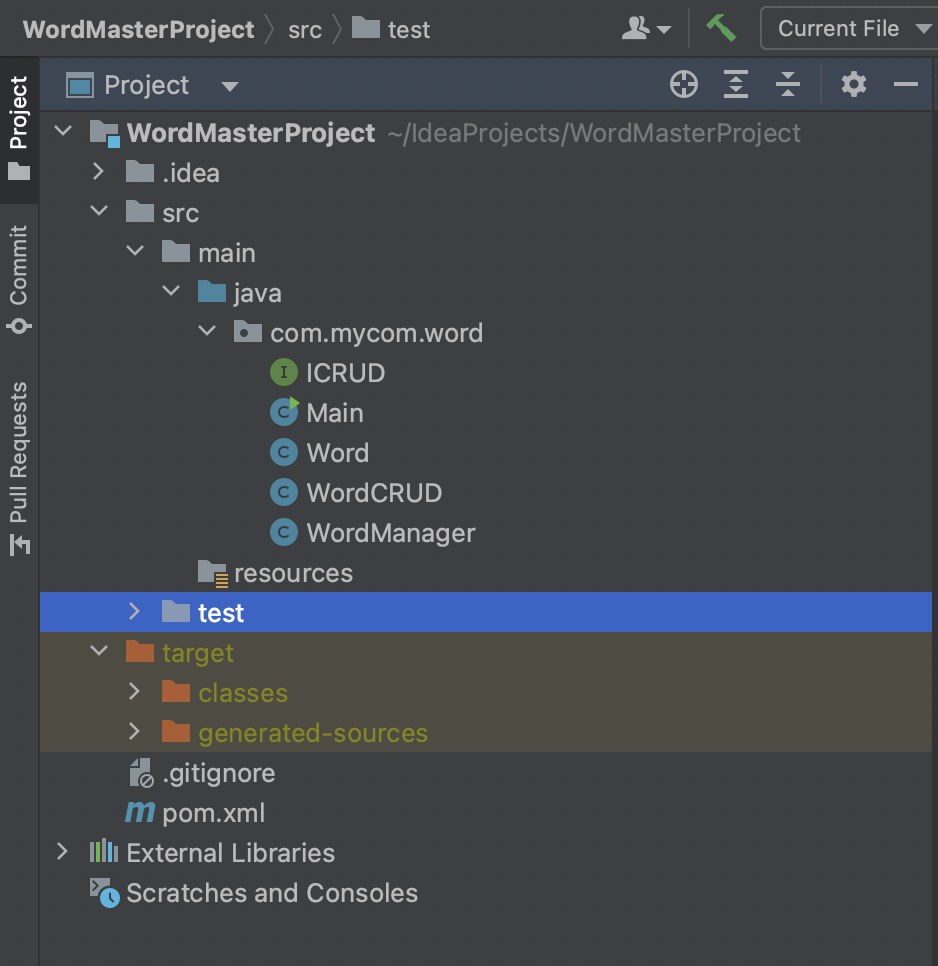 WordMasterProject src test Current File
Project
Project
Commit
Pull Requests
WordMasterProject ~/IdeaProjects/WordMasterProject
.idea
src
main
java
com.mycom.word
I ICRUD
C Main
C Word
C WordCRUD
C WordManager
resources
test
target
classes
generated-sources
.gitignore
m pom.xml
External Libraries
Scratches and Consoles